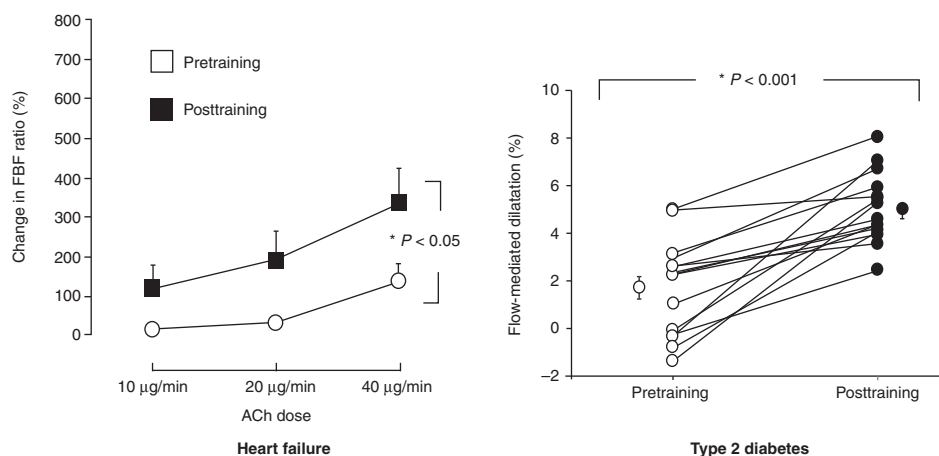 800
700
600
500
400
300
200
100
0
Change in FBF ratio (%)
Pretraining
Posttraining
* P < 0.05
10 μg/min 20 μg/min 40 μg/min
ACh dose
Heart failure
* P < 0.001
10
8
6
4
2
0
–2
Flow-mediated dilatation (%)
Pretraining Posttraining
Type 2 diabetes